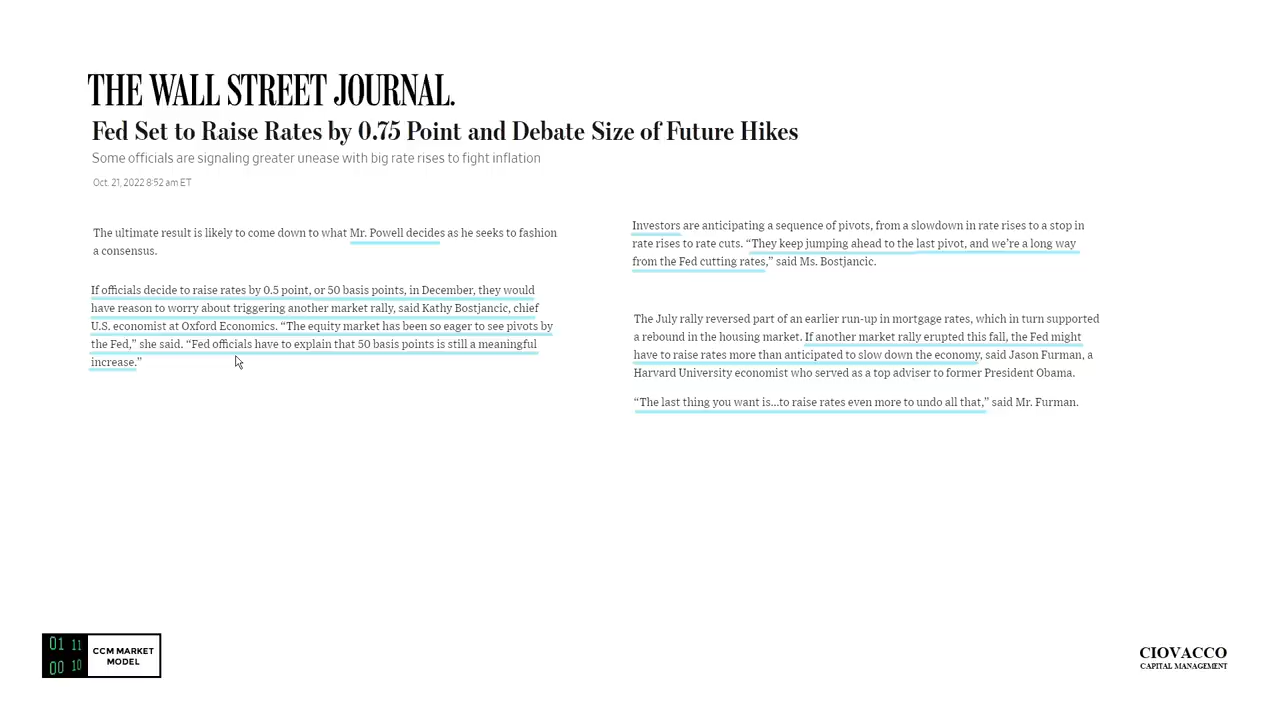 THE WALL STREET JOURNAL.
Fed Set to Raise Rates by 0.75 Point and Debate Size of Future Hikes
Some officials are signaling greater unease with big rate rises to fight inflation
Oct. 21, 2022 8:52 am ET
The ultimate result is likely to come down to what Mr. Powell decides as he seeks to fashion
a consensus.
If officials decide to raise rates by 0.5 point, or 50 basis points, in December, they would
have reason to worry about triggering another market rally, said Kathy Bostjancic, chief
U.S. economist at Oxford Economics. “The equity market has been so eager to see pivots by
the Fed,” she said. “Fed officials have to explain that 50 basis points is still a meaningful
increase.”
Investors are anticipating a sequence of pivots, from a slowdown in rate rises to a stop in
rate rises to rate cuts. “They keep jumping ahead to the last pivot, and we’re a long way
from the Fed cutting rates,” said Ms. Bostjancic.
The July rally reversed part of an earlier run-up in mortgage rates, which in turn supported
a rebound in the housing market. If another market rally erupted this fall, the Fed might
have to raise rates more than anticipated to slow down the economy, said Jason Furman, a
Harvard University economist who served as a top adviser to former President Obama.
“The last thing you want is…to raise rates even more to undo all that,” said Mr. Furman.
01 11
00 10
CCM MARKET
MODEL
CIOVACCO
CAPITAL MANAGEMENT